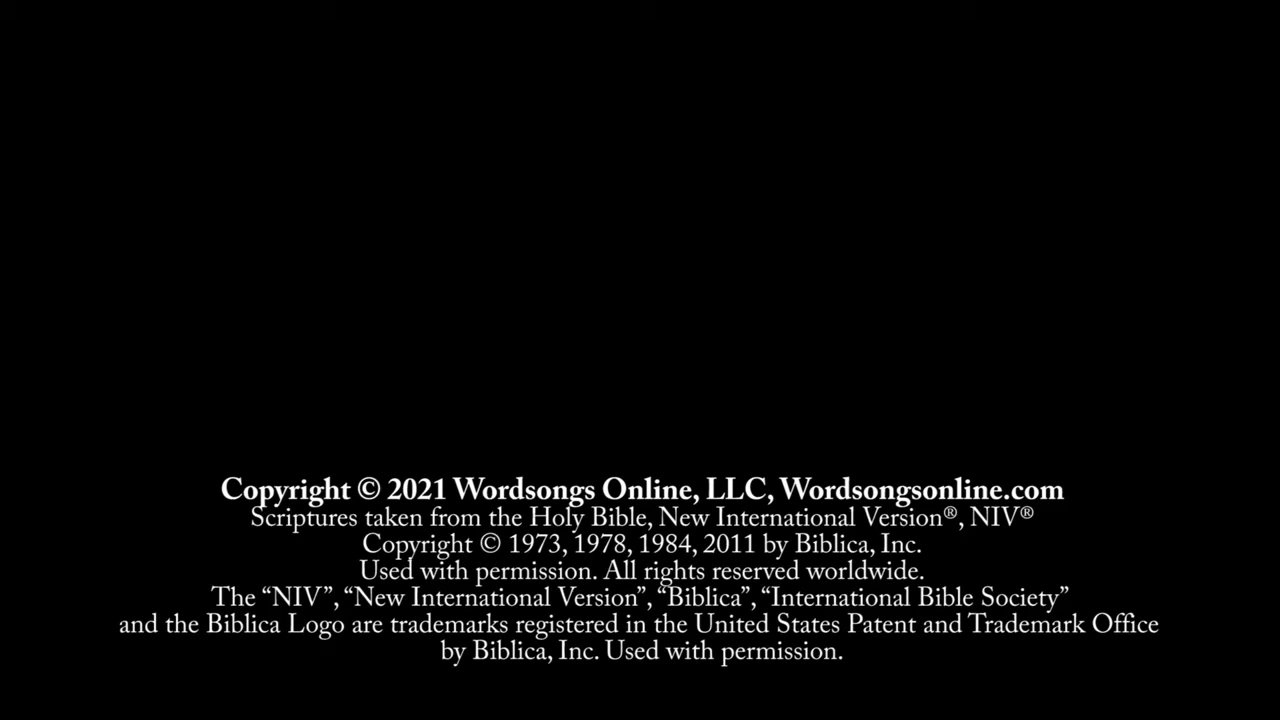 Copyright © 2021 Wordsongs Online, LLC, Wordsongsonline.com
Scriptures taken from the Holy Bible, New International Version®, NIV®
Copyright © 1973, 1978, 1984, 2011 by Biblica, Inc.
Used with permission. All rights reserved worldwide.
The “NIV”, “New International Version”, “Biblica”, “International Bible Society”
and the Biblica Logo are trademarks registered in the United States Patent and Trademark Office
by Biblica, Inc. Used with permission.